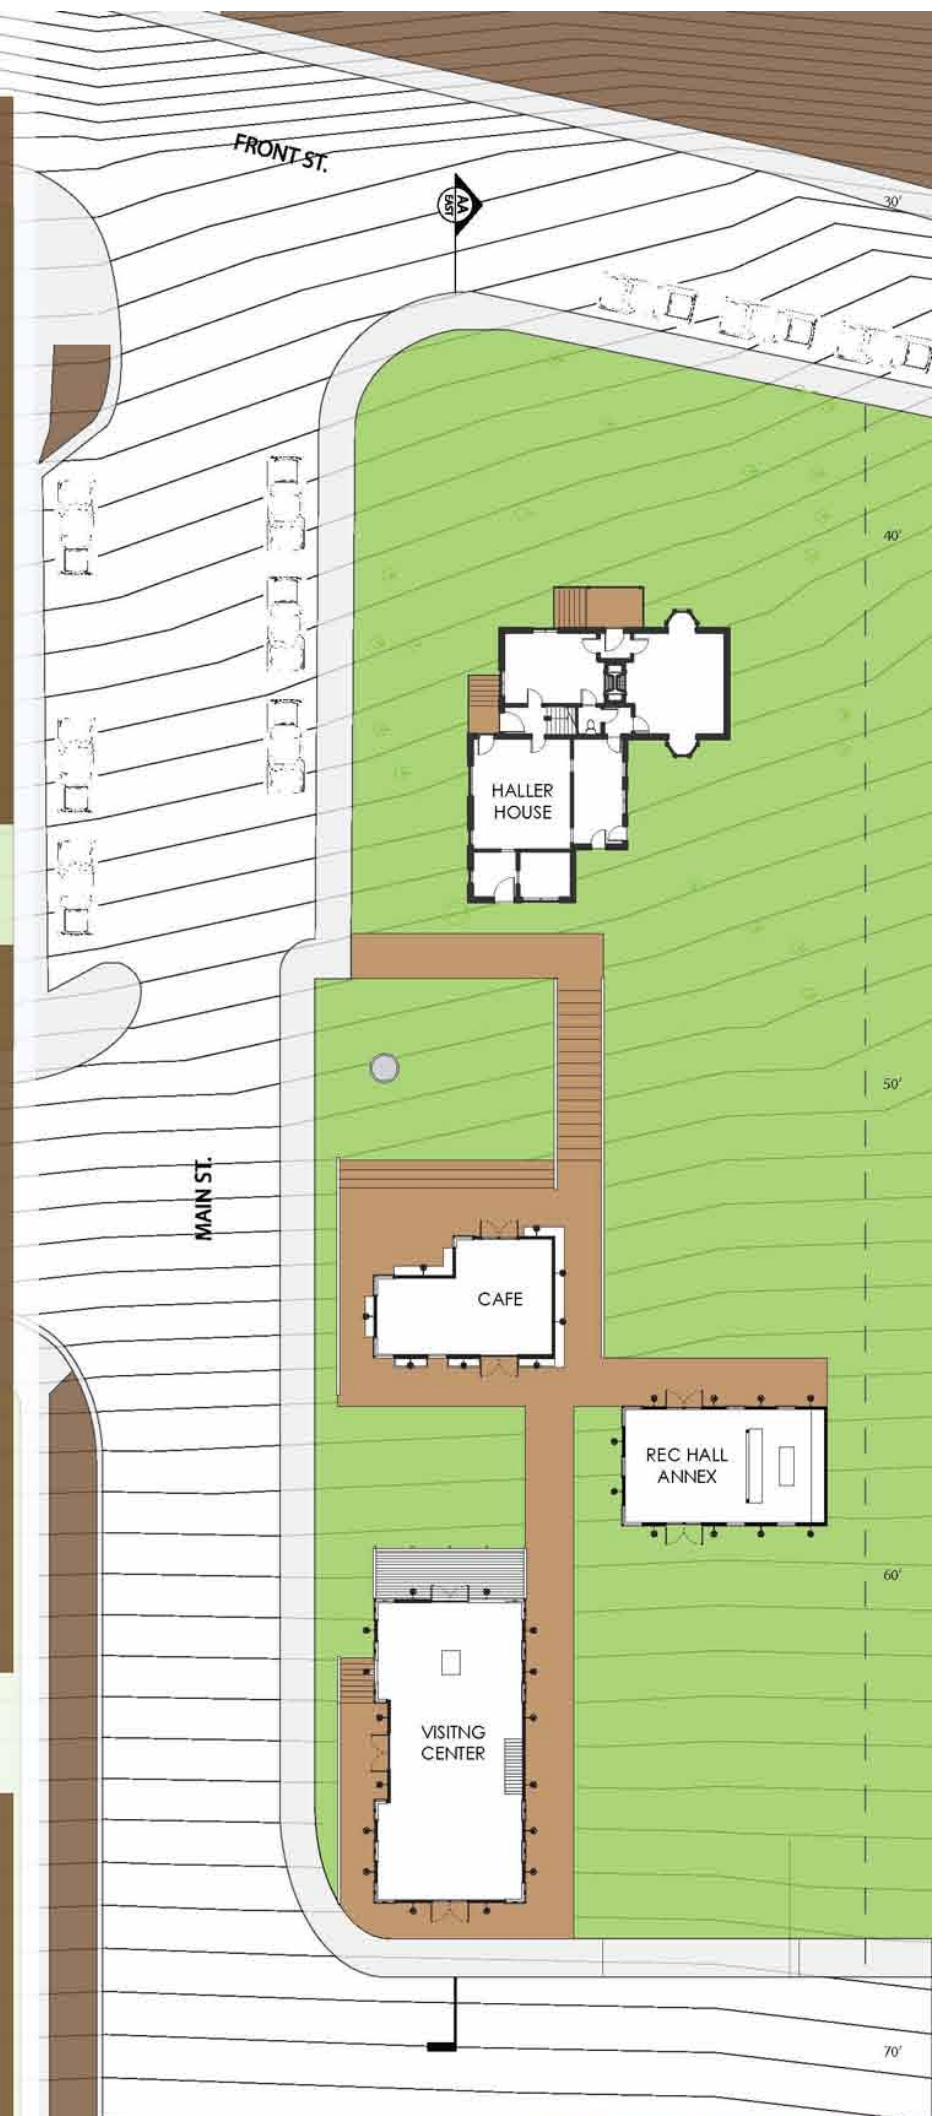 FRONT ST.
AA
EAST
30'
40'
HALLER
HOUSE
50'
MAIN ST.
CAFE
REC HALL
ANNEX
60'
VISITNG
CENTER
70'